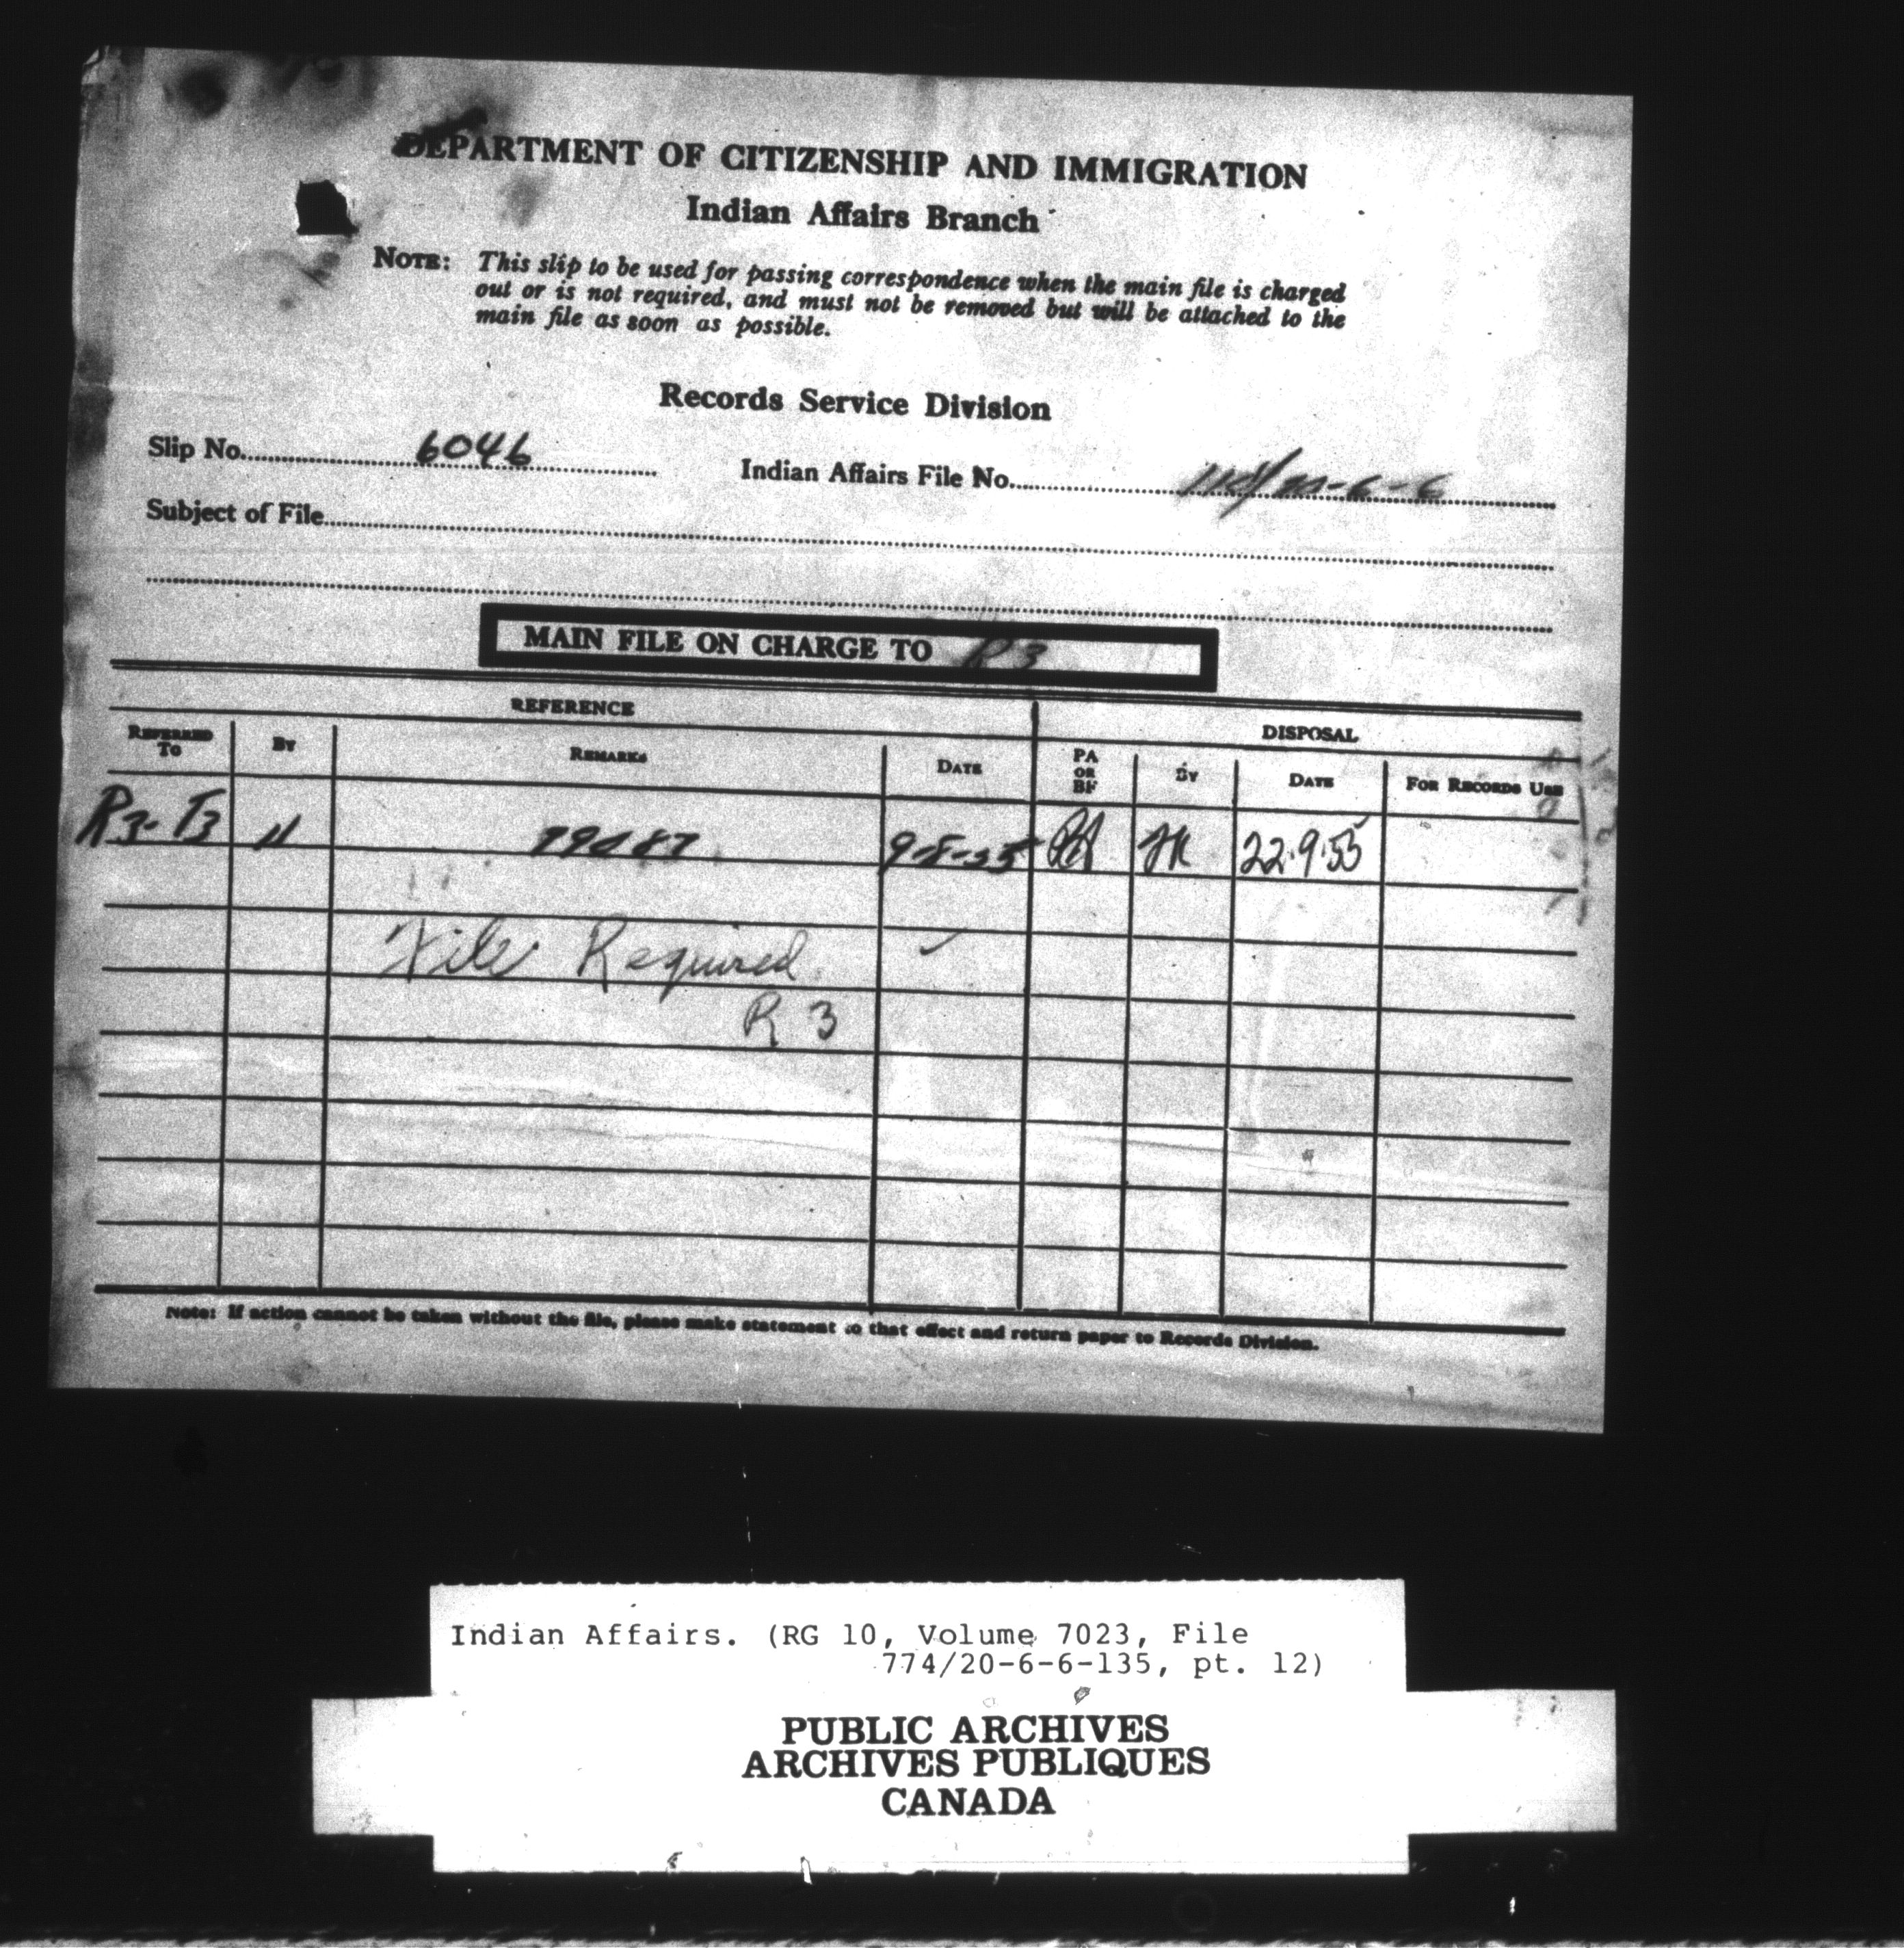 DEPARTMENT OF CITIZENSHIP AND IMMIGRATION
Indian Affairs Branch
NOTE: This slip to be used for passing correspondence when the main file is charged
out or is not required, and must not be removed but will be attached to the
main file as soon as possible.
Records Service Division
Slip No. 6046 Indian Affairs File No.
Subject of File
MAIN FILE ON CHARGE TO R3
REFERENCE DISPOSAL
REFERRED TO BY REMARKS DATE PA OR BF BY DATE FOR RECORDS USE
R3-T3 PA 22.9.55
File Required
R 3
Note: If action cannot be taken without the file, please make statement to that effect and return paper to Records Division.
Indian Affairs. (RG 10, Volume 7023, File
774/20-6-6-135, pt. 12)
PUBLIC ARCHIVES
ARCHIVES PUBLIQUES
CANADA